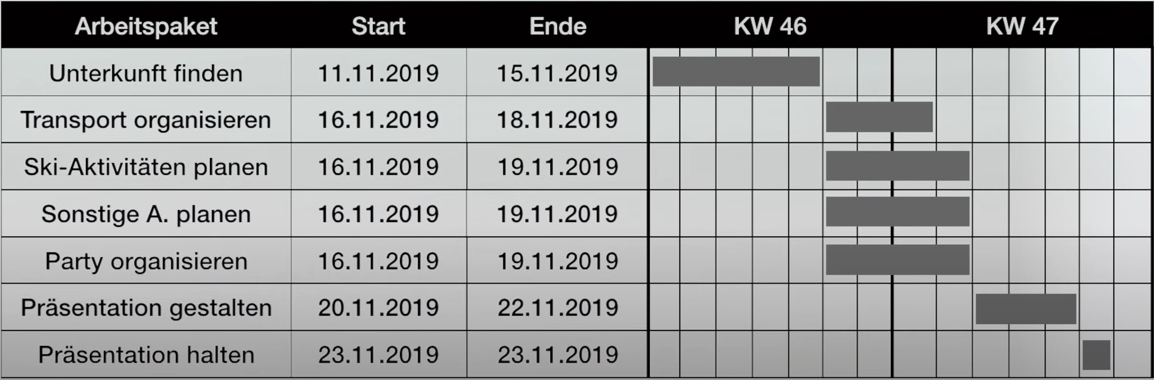 Arbeitspaket Start Ende KW 46 KW 47
Unterkunft finden 11.11.2019 15.11.2019
Transport organisieren 16.11.2019 18.11.2019
Ski-Aktivitäten planen 16.11.2019 19.11.2019
Sonstige A. planen 16.11.2019 19.11.2019
Party organisieren 16.11.2019 19.11.2019
Präsentation gestalten 20.11.2019 22.11.2019
Präsentation halten 23.11.2019 23.11.2019